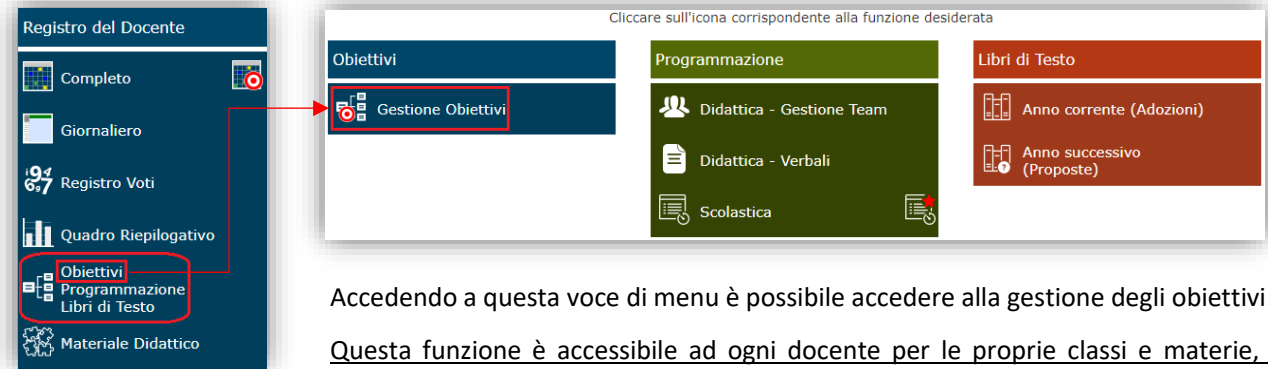 Registro del Docente
Completo
Giornaliero
Registro Voti
Quadro Riepilogativo
Obiettivi
Programmazione
Libri di Testo
Materiale Didattico
Cliccare sull'icona corrispondente alla funzione desiderata
Obiettivi
Gestione Obiettivi
Programmazione
Didattica - Gestione Team
Didattica - Verbali
Scolastica
Libri di Testo
Anno corrente (Adozioni)
Anno successivo
(Proposte)
Accedendo a questa voce di menu è possibile accedere alla gestione degli obiettivi
Questa funzione è accessibile ad ogni docente per le proprie classi e materie,